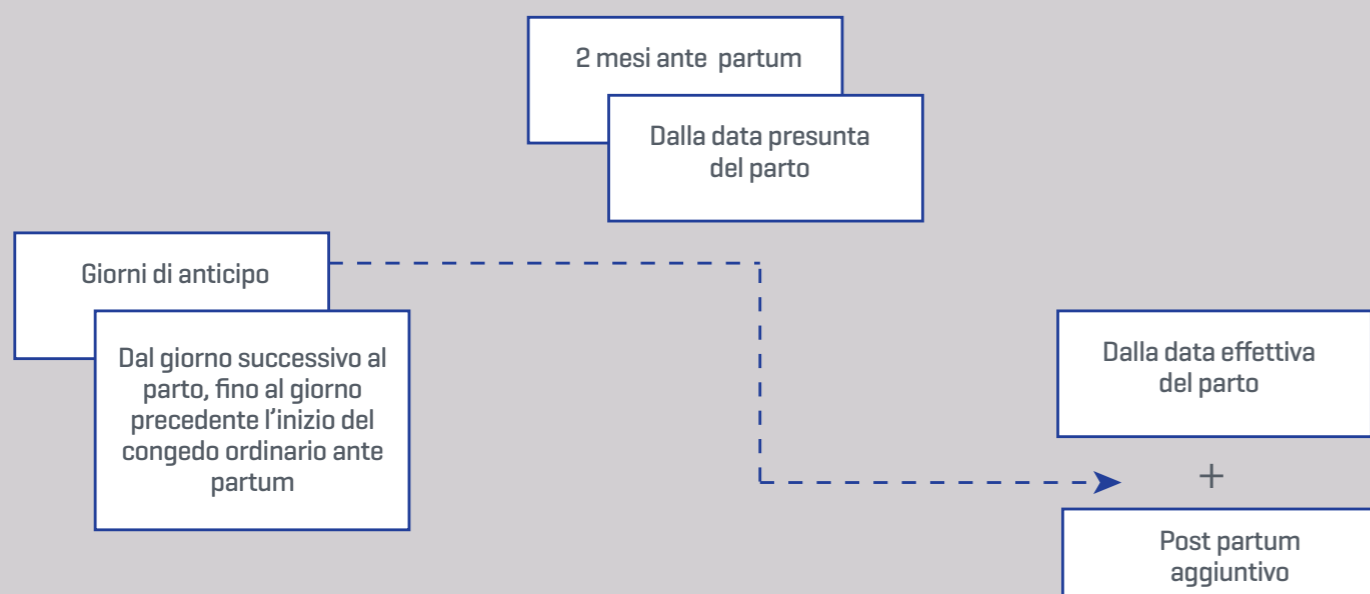 2 mesi ante partum
Dalla data presunta
del parto
Giorni di anticipo
Dal giorno successivo al
parto, fino al giorno
precedente l'inizio del
congedo ordinario ante
partum
Dalla data effettiva
del parto
+
Post partum
aggiuntivo